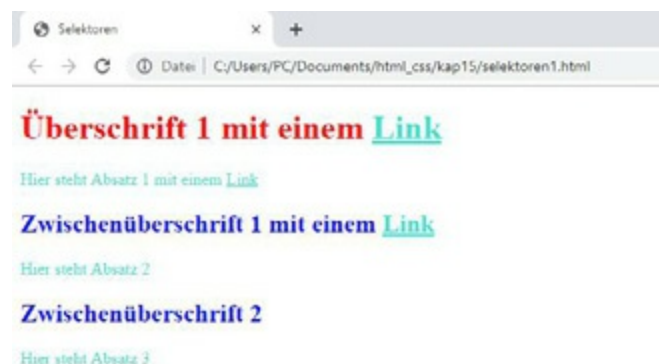 Selektoren
Datei | C:/Users/PC/Documents/html_css/kap15/selektoren1.html
Überschrift 1 mit einem Link
Hier steht Absatz 1 mit einem Link
Zwischenüberschrift 1 mit einem Link
Hier steht Absatz 2
Zwischenüberschrift 2
Hier steht Absatz 3